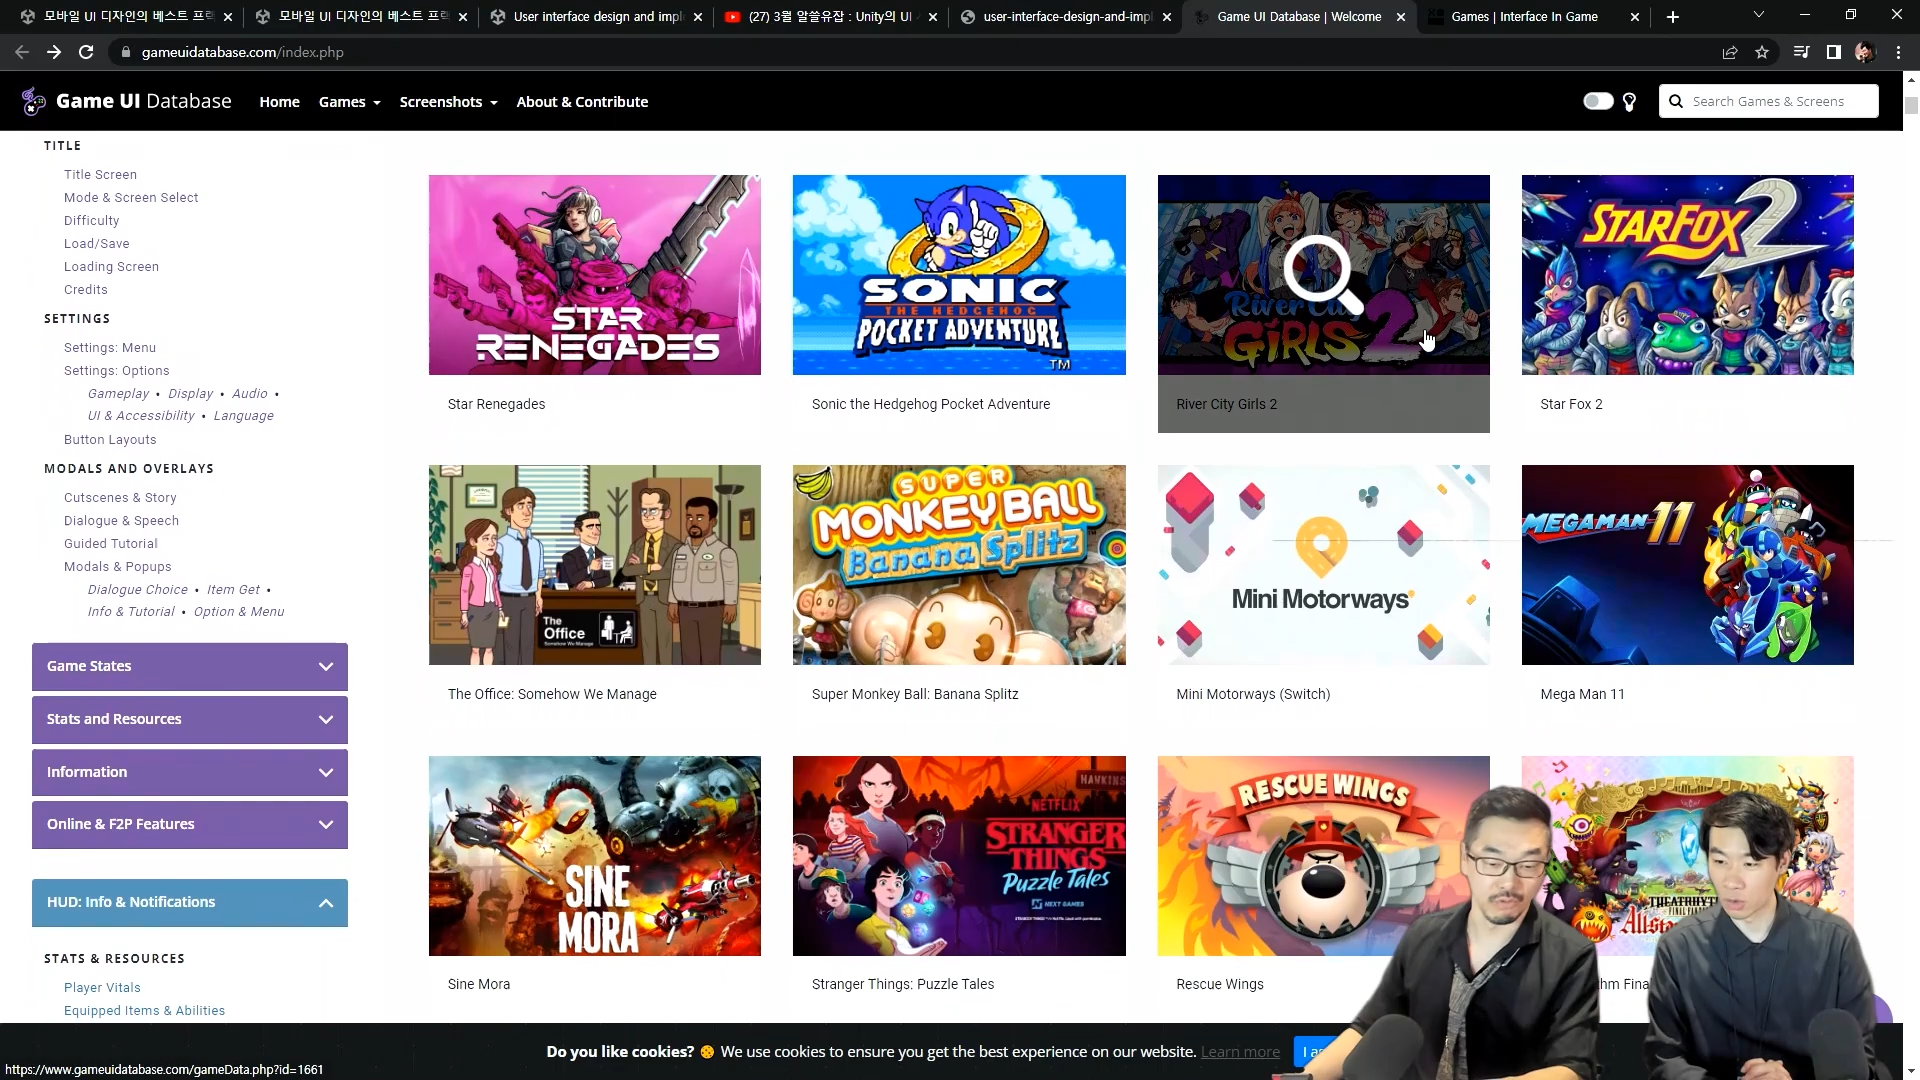 모바일 UI 디자인의 베스트 프랙
모바일 UI 디자인의 베스트 프랙
User interface design and impl
(27) 3월 알쓸유잡 : Unity의 UI
user-interface-design-and-impl
Game UI Database | Welcome
Games | Interface In Game
gameuidatabase.com/index.php
Game UI Database
Home
Games
Screenshots
About & Contribute
Search Games & Screens
TITLE
Title Screen
Mode & Screen Select
Difficulty
Load/Save
Loading Screen
Credits
SETTINGS
Settings: Menu
Settings: Options
Gameplay • Display • Audio •
UI & Accessibility • Language
Button Layouts
MODALS AND OVERLAYS
Cutscenes & Story
Dialogue & Speech
Guided Tutorial
Modals & Popups
Dialogue Choice • Item Get •
Info & Tutorial • Option & Menu
Game States
Stats and Resources
Information
Online & F2P Features
HUD: Info & Notifications
STATS & RESOURCES
Player Vitals
Equipped Items & Abilities
STAR
RENEGADES
Star Renegades
SONIC
THE HEDGEHOG
POCKET ADVENTURE
TM
Sonic the Hedgehog Pocket Adventure
GIRLS 2
River City Girls 2
STARFOX 2
Star Fox 2
The
Office
Somehow We Manage
The Office: Somehow We Manage
SUPER
MONKEY BALL
Banana Splitz
Super Monkey Ball: Banana Splitz
Mini Motorways
Mini Motorways (Switch)
MEGAMAN 11
Mega Man 11
SINE
MORA
Sine Mora
HAWKINS
NETFLIX
STRANGER
THINGS
Puzzle Tales
NEXT GAMES
Stranger Things: Puzzle Tales
RESCUE WINGS
Rescue Wings
THEATRHYTHM
Do you like cookies? 🍪 We use cookies to ensure you get the best experience on our website. Learn more
https://www.gameuidatabase.com/gameData.php?id=1661